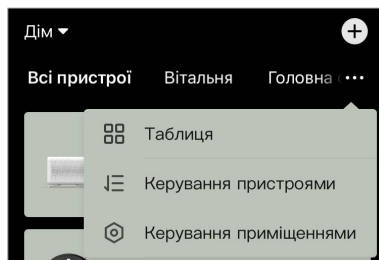 Дім
Всі пристрої Вітальня Головна
Таблиця
Керування пристроями
Керування приміщеннями